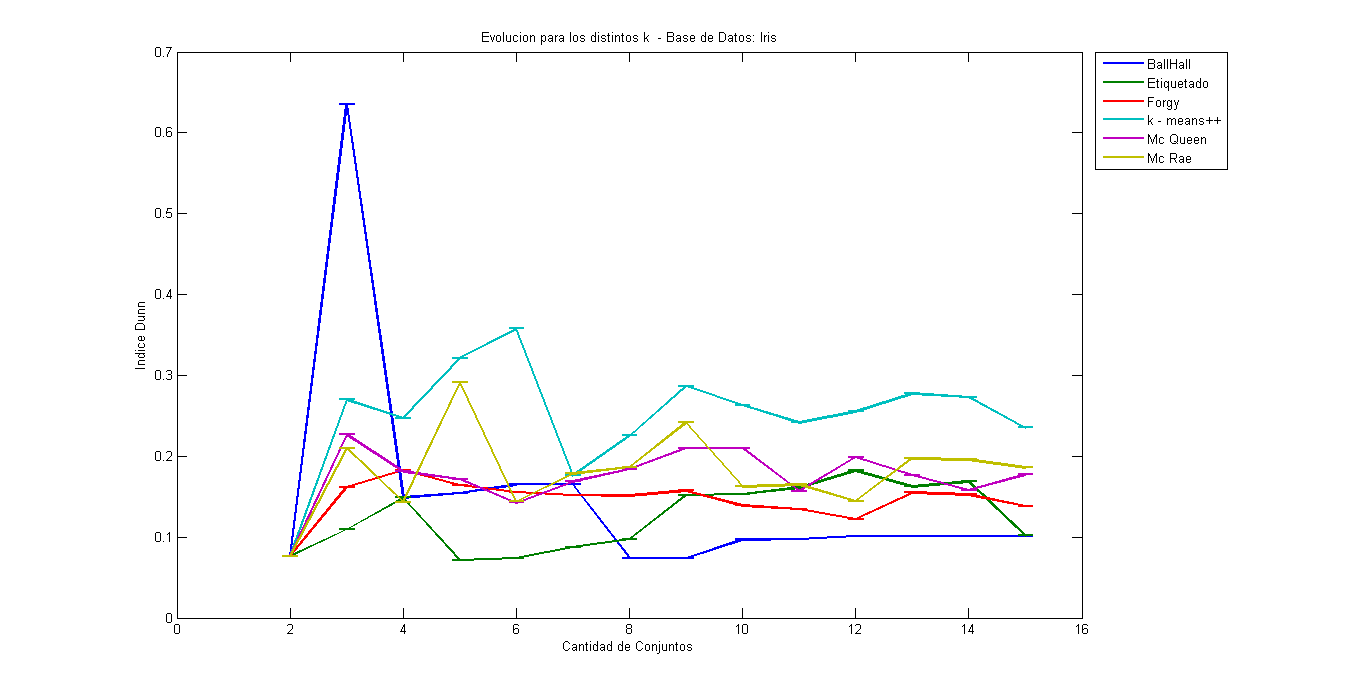 Evolucion para los distintos k - Base de Datos: Iris
0.7
0.6
0.5
0.4
0.3
0.2
0.1
0
Indice Dunn
0 2 4 6 8 10 12 14 16
Cantidad de Conjuntos
BallHall
Etiquetado
Forgy
k - means++
Mc Queen
Mc Rae